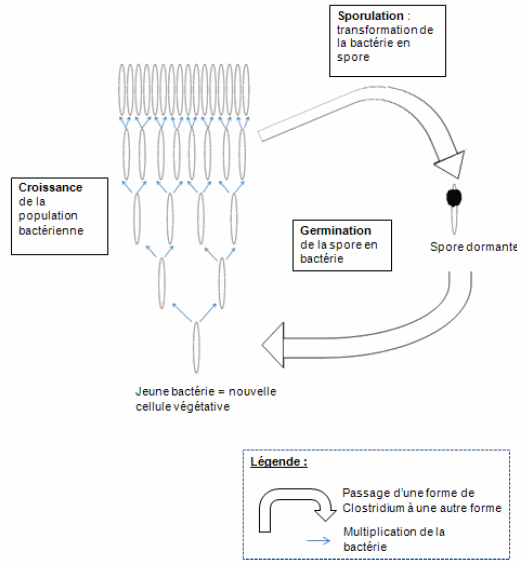 Sporulation :
transformation de
la bactérie en
spore
Croissance
de la
population
bactérienne
Germination
de la spore en
bactérie
Spore dormante
Jeune bactérie = nouvelle
cellule végétative
Légende :
Passage d'une forme de
Clostridium à une autre forme
Multiplication de la
bactérie